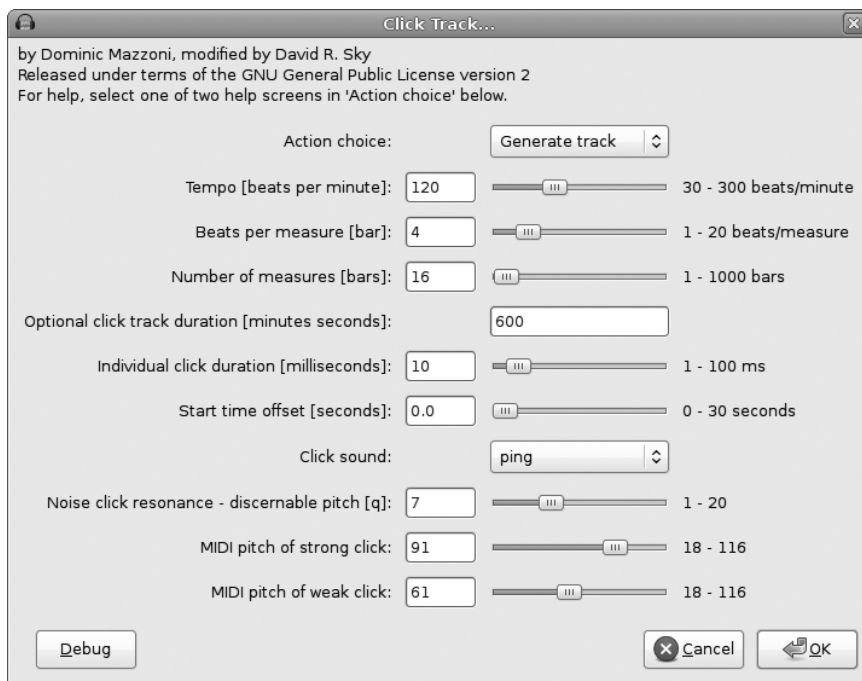 Click Track...
by Dominic Mazzoni, modified by David R. Sky
Released under terms of the GNU General Public License version 2
For help, select one of two help screens in 'Action choice' below.
Action choice: Generate track
Tempo [beats per minute]: 120 30 - 300 beats/minute
Beats per measure [bar]: 4 1 - 20 beats/measure
Number of measures [bars]: 16 1 - 1000 bars
Optional click track duration [minutes seconds]: 600
Individual click duration [milliseconds]: 10 1 - 100 ms
Start time offset [seconds]: 0.0 0 - 30 seconds
Click sound: ping
Noise click resonance - discernable pitch [q]: 7 1 - 20
MIDI pitch of strong click: 91 18 - 116
MIDI pitch of weak click: 61 18 - 116
Debug Cancel OK